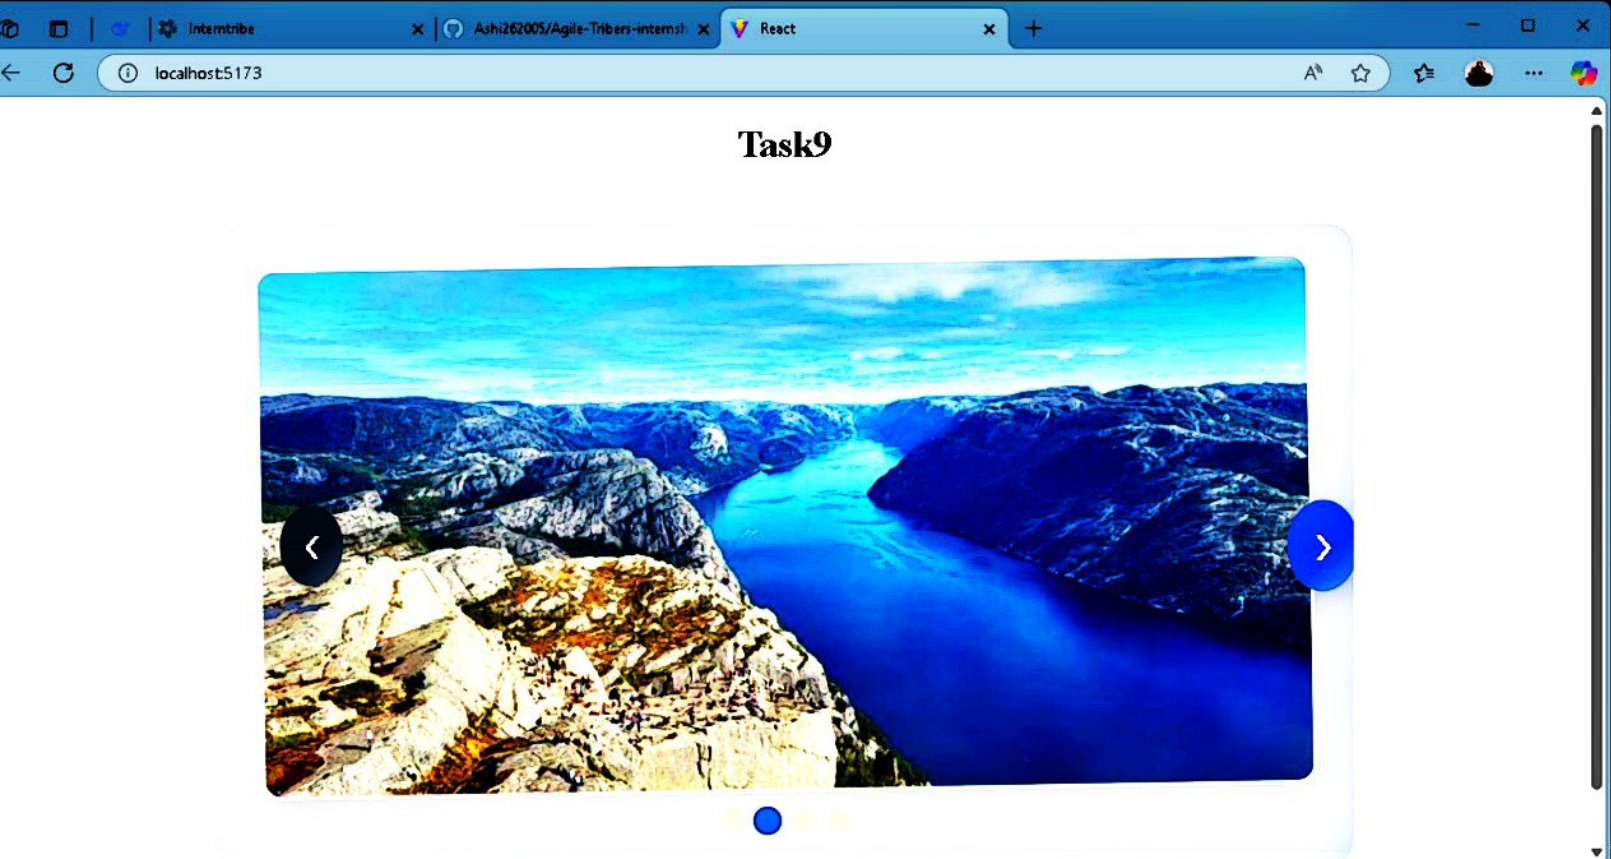 Interntribe
Ashi262005/Agile-Tribers-internsh
React
localhost:5173
Task9